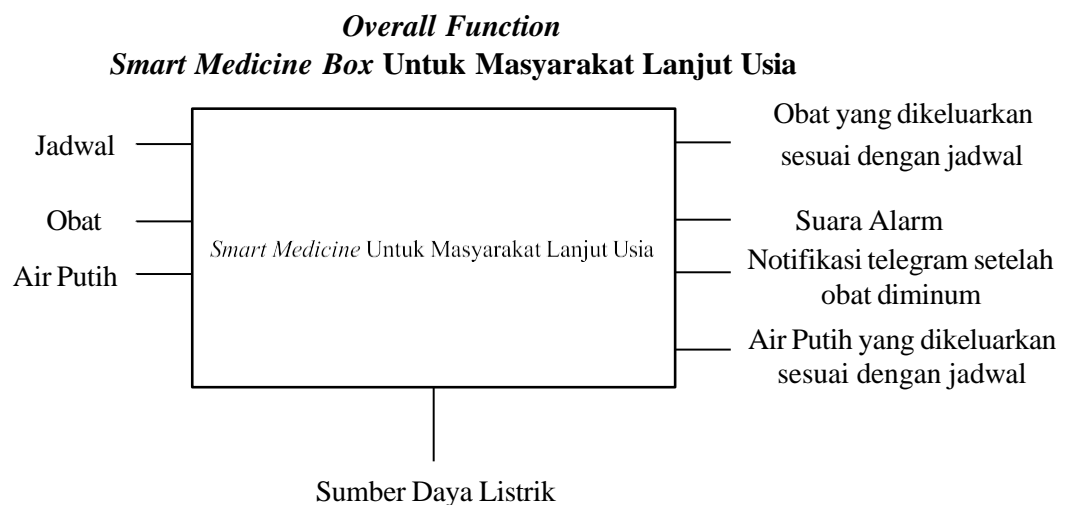 Overall Function
Smart Medicine Box Untuk Masyarakat Lanjut Usia
Jadwal
Obat
Air Putih
Smart Medicine Untuk Masyarakat Lanjut Usia
Obat yang dikeluarkan
sesuai dengan jadwal
Suara Alarm
Notifikasi telegram setelah
obat diminum
Air Putih yang dikeluarkan
sesuai dengan jadwal
Sumber Daya Listrik